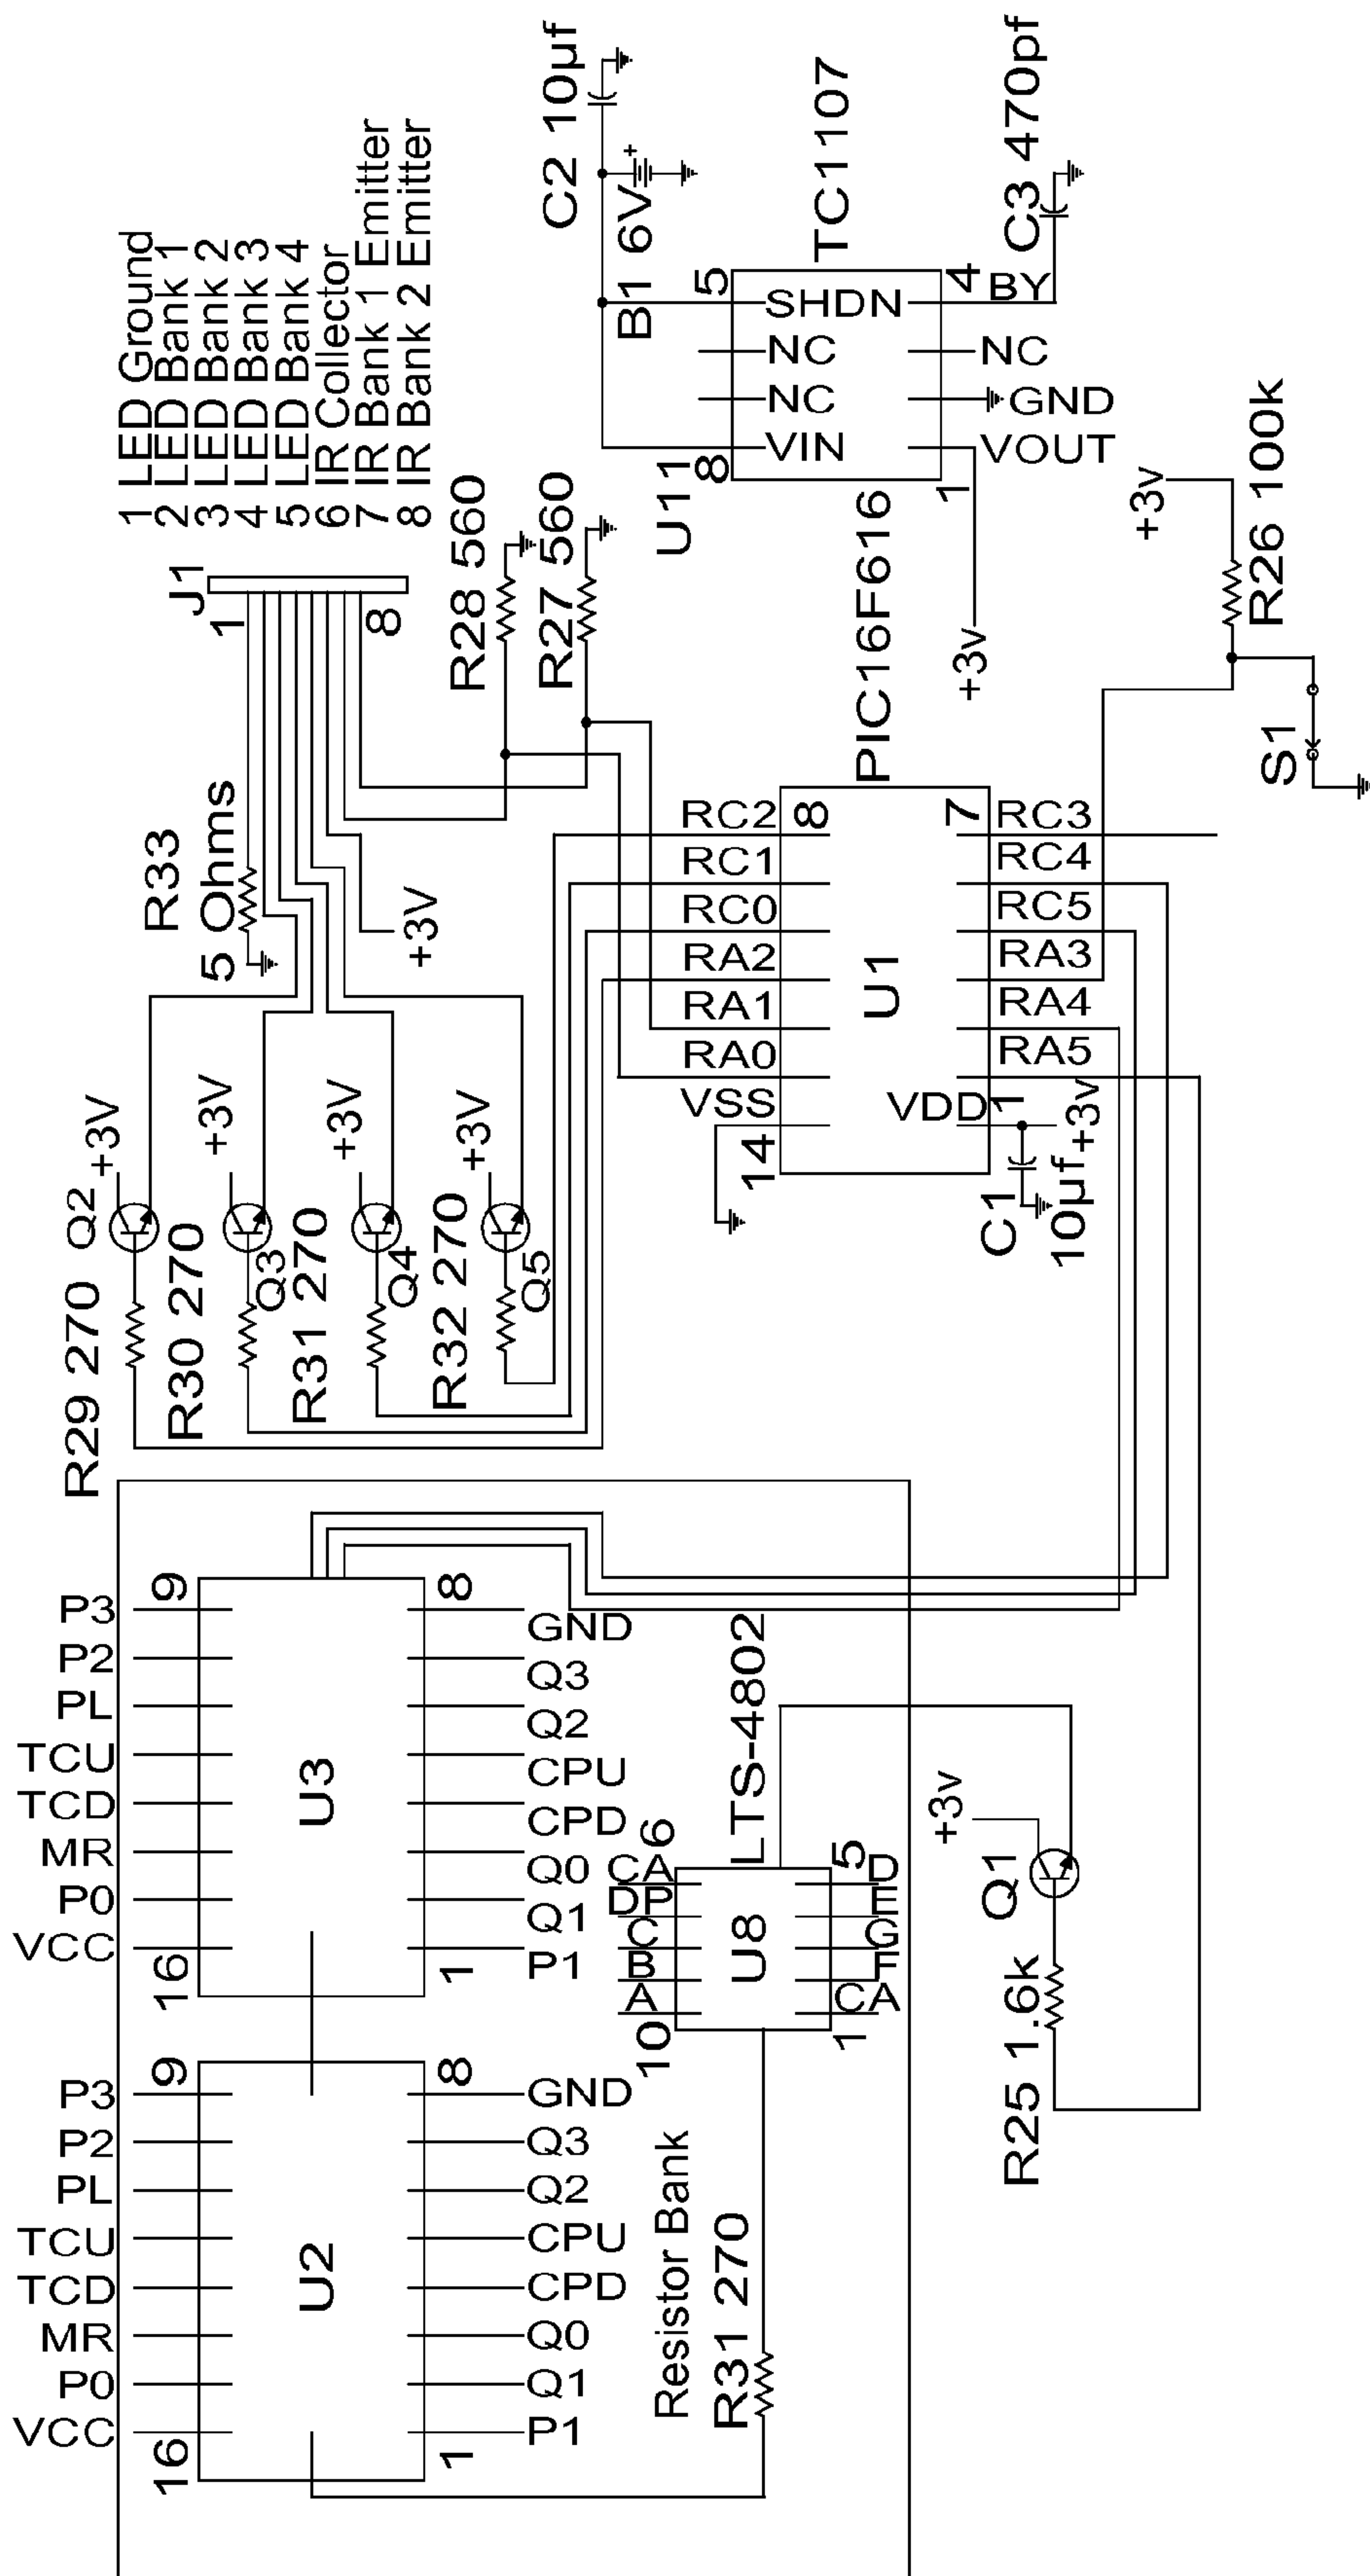 1 LED Ground
2 LED Bank 1
3 LED Bank 2
4 LED Bank 3
5 LED Bank 4
6 IR Collector
7 IR Bank 1 Emitter
8 IR Bank 2 Emitter
J1
1
8
C2 10µf
B1 6V
+
TC1107
U11
5
8
SHDN
NC
NC
VIN
4
BY
NC
GND
VOUT
1
C3 470pf
+3v
R28 560
R27 560
R33
5 Ohms
+3V
+3v
R26 100k
S1
PIC16F616
U1
RC2
RC1
RC0
RA2
RA1
RA0
VSS
8
14
7
RC3
RC4
RC5
RA3
RA4
RA5
VDD
1
+3v
C1
10µf
+3V
+3V
+3V
+3V
Q2
Q3
Q4
Q5
R29 270
R30 270
R31 270
R32 270
P3
P2
PL
TCU
TCD
MR
P0
VCC
9
16
U3
8
1
GND
Q3
Q2
CPU
CPD
Q0
Q1
P1
P3
P2
PL
TCU
TCD
MR
P0
VCC
9
16
U2
8
1
GND
Q3
Q2
CPU
CPD
Q0
Q1
P1
LTS-4802
U8
6
CA
DP
C
B
A
10
5
D
E
G
F
CA
1
Resistor Bank
R31 270
+3v
Q1
R25 1.6k